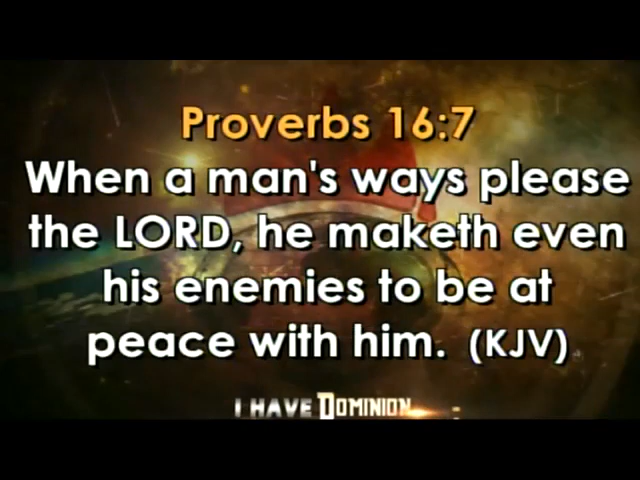 Proverbs 16:7
When a man's ways please
the LORD, he maketh even
his enemies to be at
peace with him. (KJV)
I HAVE DOMINION